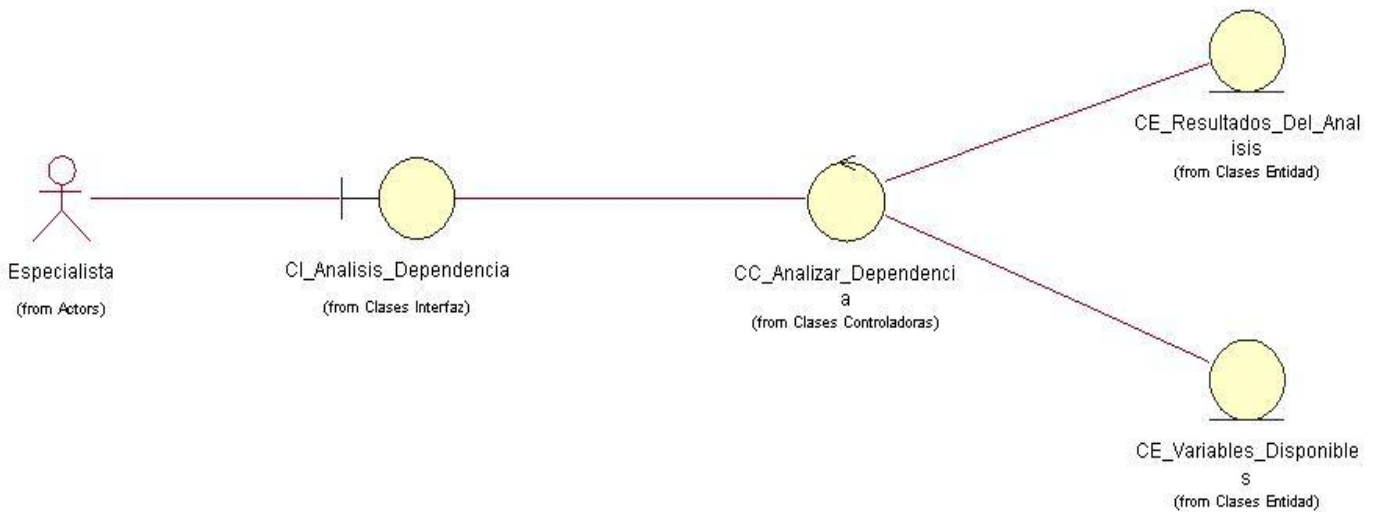 Especialista
(from Actors)
CI_Analisis_Dependencia
(from Clases Interfaz)
CC_Analizar_Dependenci
a
(from Clases Controladoras)
CE_Resultados_Del_Anal
isis
(from Clases Entidad)
CE_Variables_Disponible
s
(from Clases Entidad)